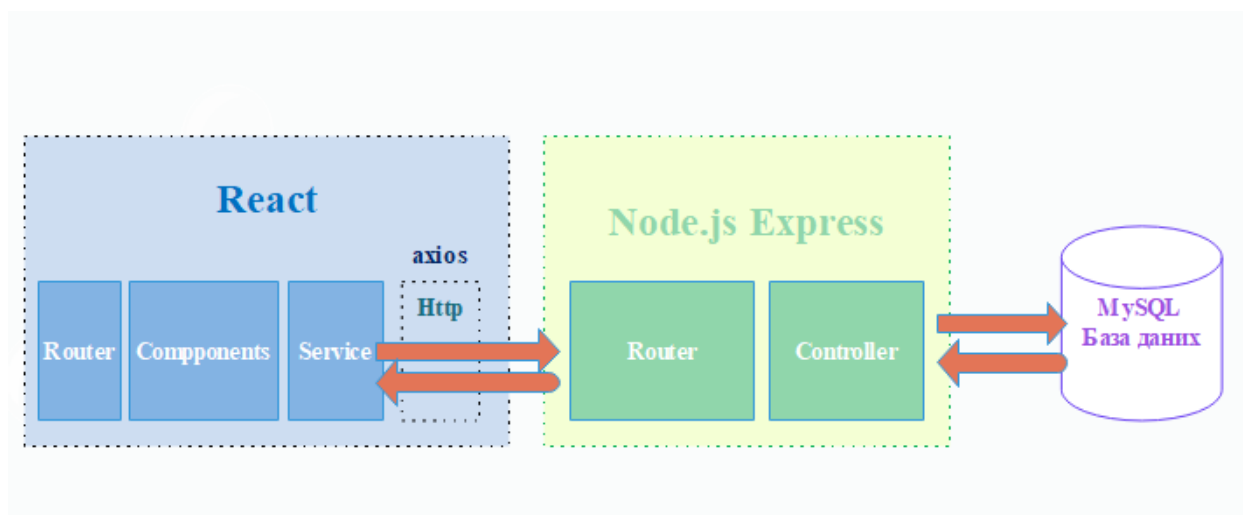 React
axios
Http
Router
Compponents
Service
Node.js Express
Router
Controller
MySQL
База даних